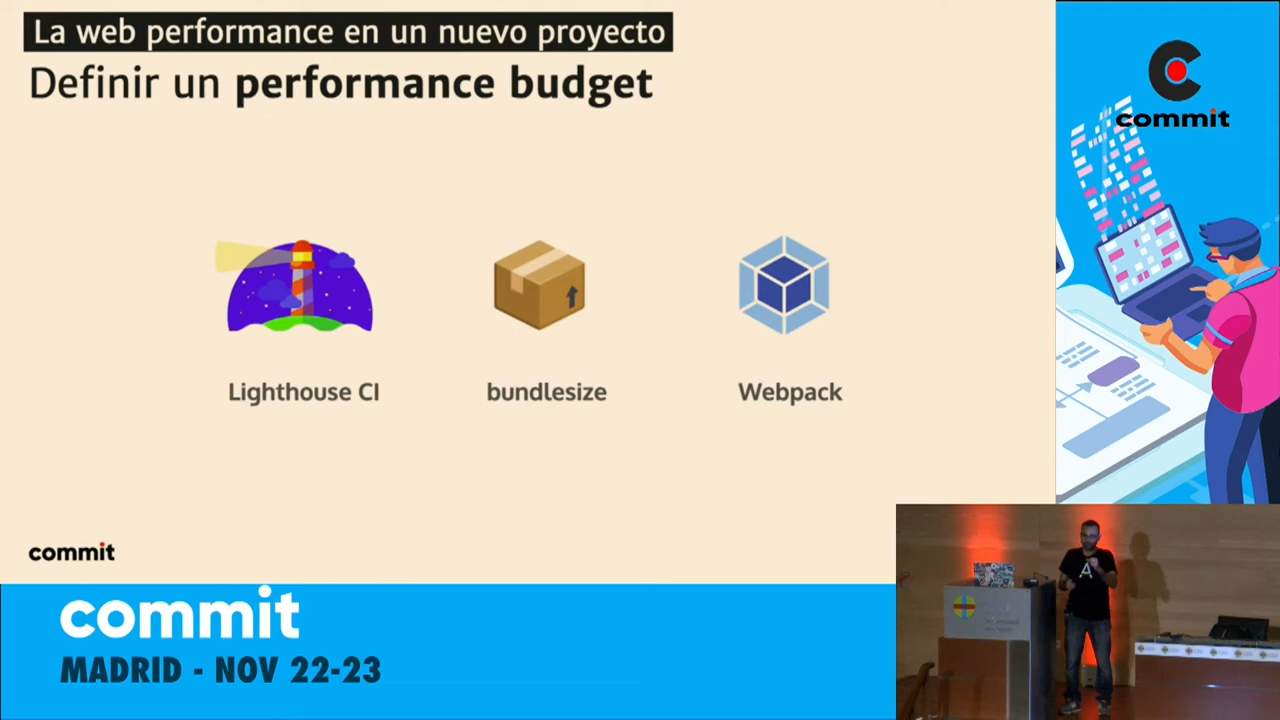 La web performance en un nuevo proyecto
Definir un performance budget
Lighthouse CI
bundlesize
Webpack
commit
commit
MADRID - NOV 22-23
commit
A